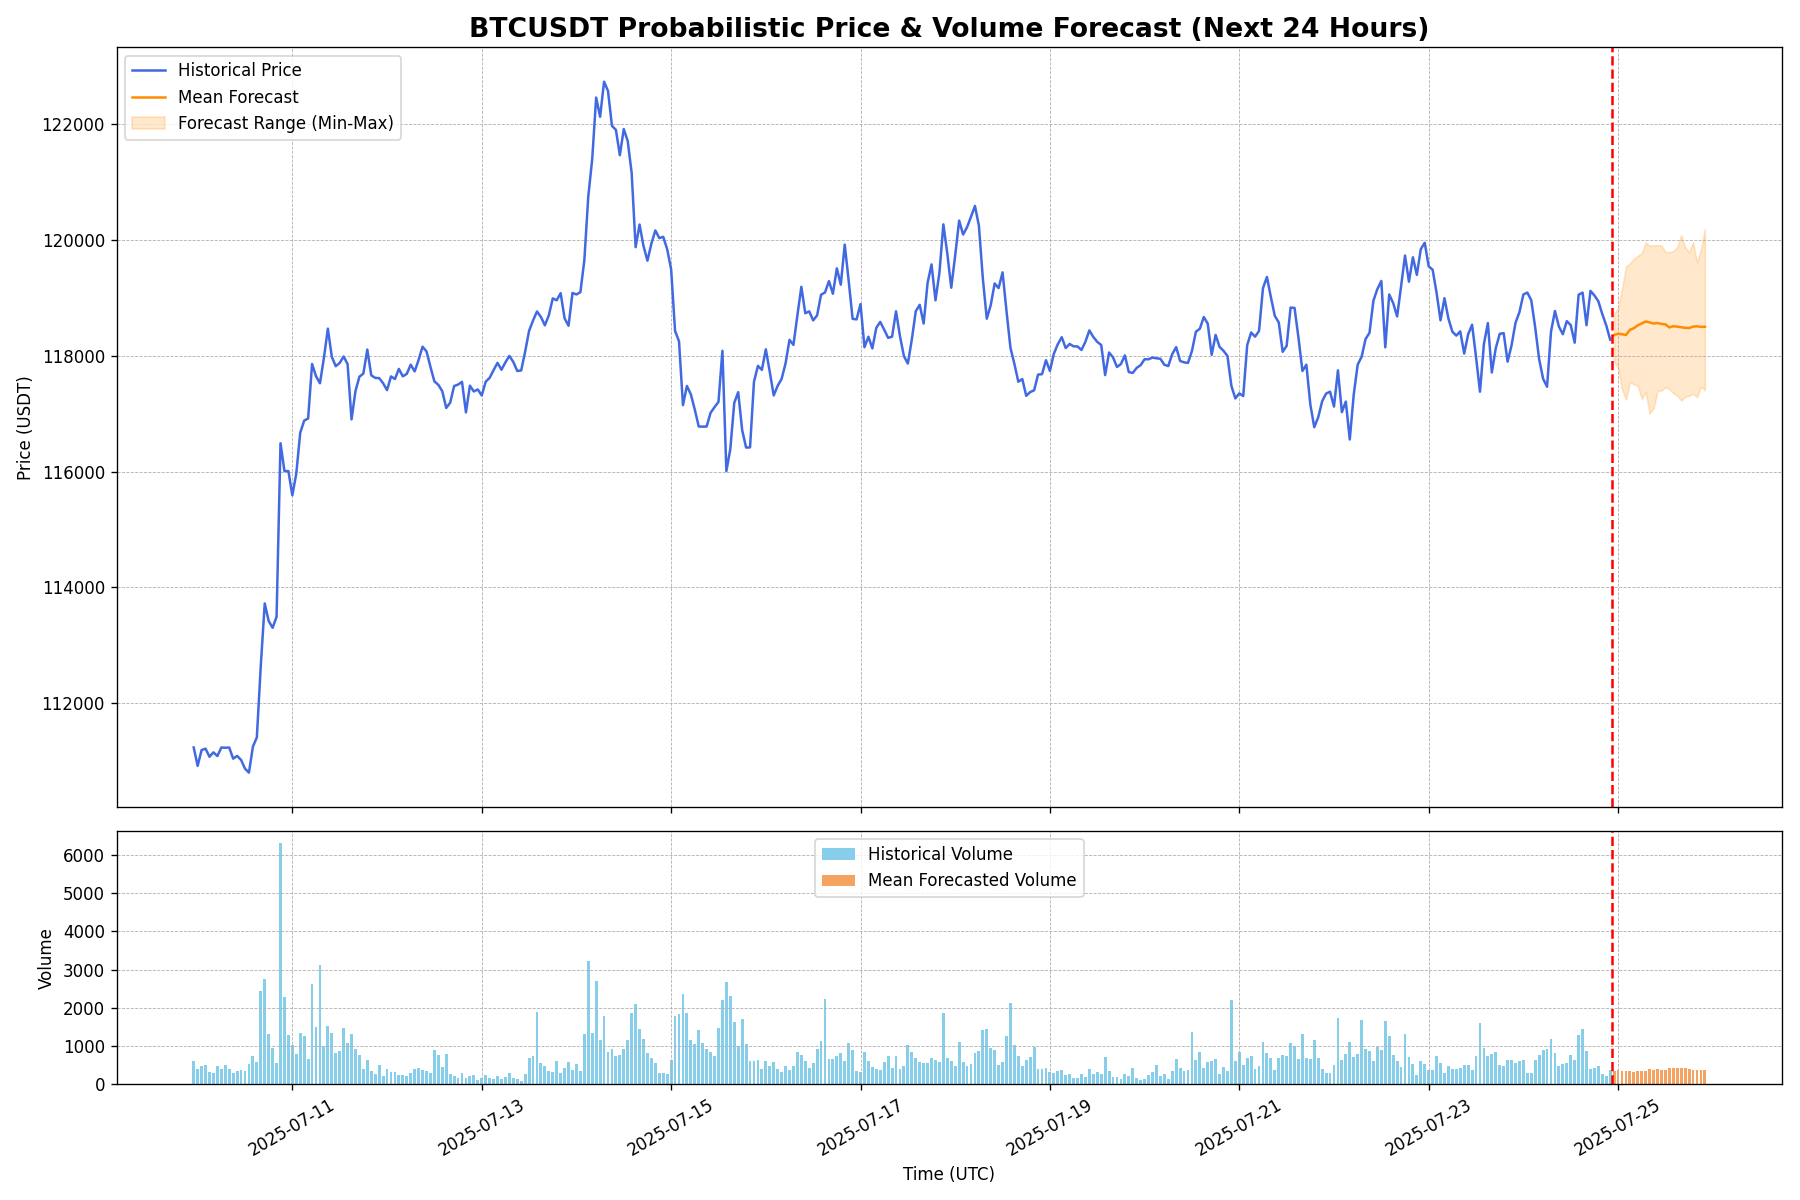 BTCUSDT Probabilistic Price & Volume Forecast (Next 24 Hours)
Historical Price
Mean Forecast
Forecast Range (Min-Max)
122000
120000
118000
116000
114000
112000
Price (USDT)
Historical Volume
Mean Forecasted Volume
6000
5000
4000
3000
2000
1000
0
Volume
2025-07-11
2025-07-13
2025-07-15
2025-07-17
2025-07-19
2025-07-21
2025-07-23
2025-07-25
Time (UTC)